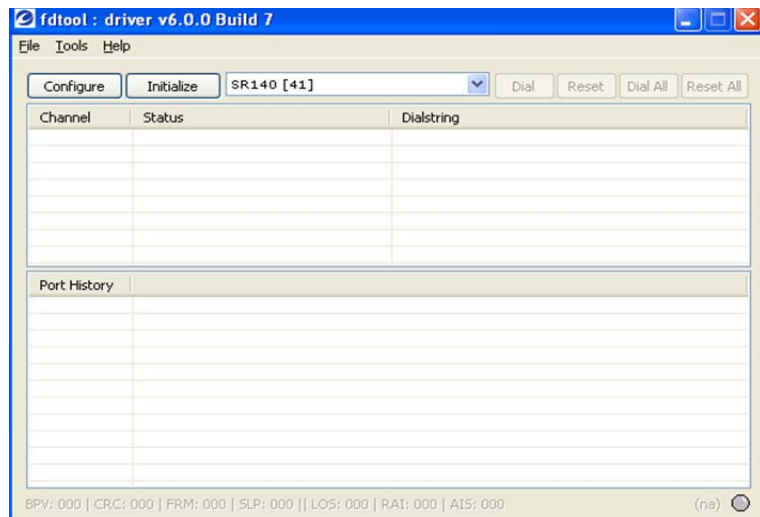 fdtool : driver v6.0.0 Build 7
File Tools Help
Configure Initialize SR140 [41] Dial Reset Dial All Reset All
Channel Status Dialstring
Port History
BPV: 000 | CRC: 000 | FRM: 000 | SLP: 000 || LOS: 000 | RAI: 000 | AIS: 000 (na)